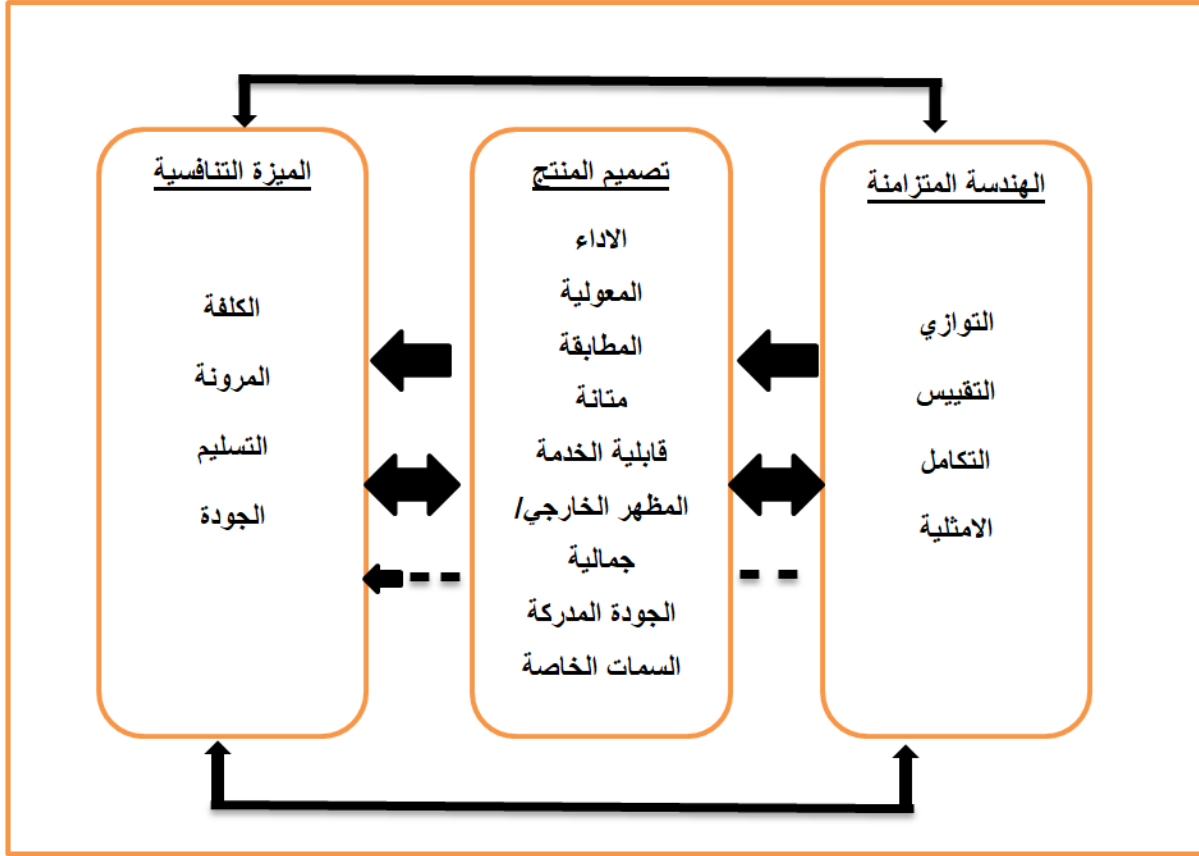 الهندسة المتزامنة
التوازي
التقييس
التكامل
الامثلية
تصميم المنتج
الاداء
المعولية
المطابقة
متانة
قابلية الخدمة
المظهر الخارجي/
جمالية
الجودة المدركة
السمات الخاصة
الميزة التنافسية
الكلفة
المرونة
التسليم
الجودة